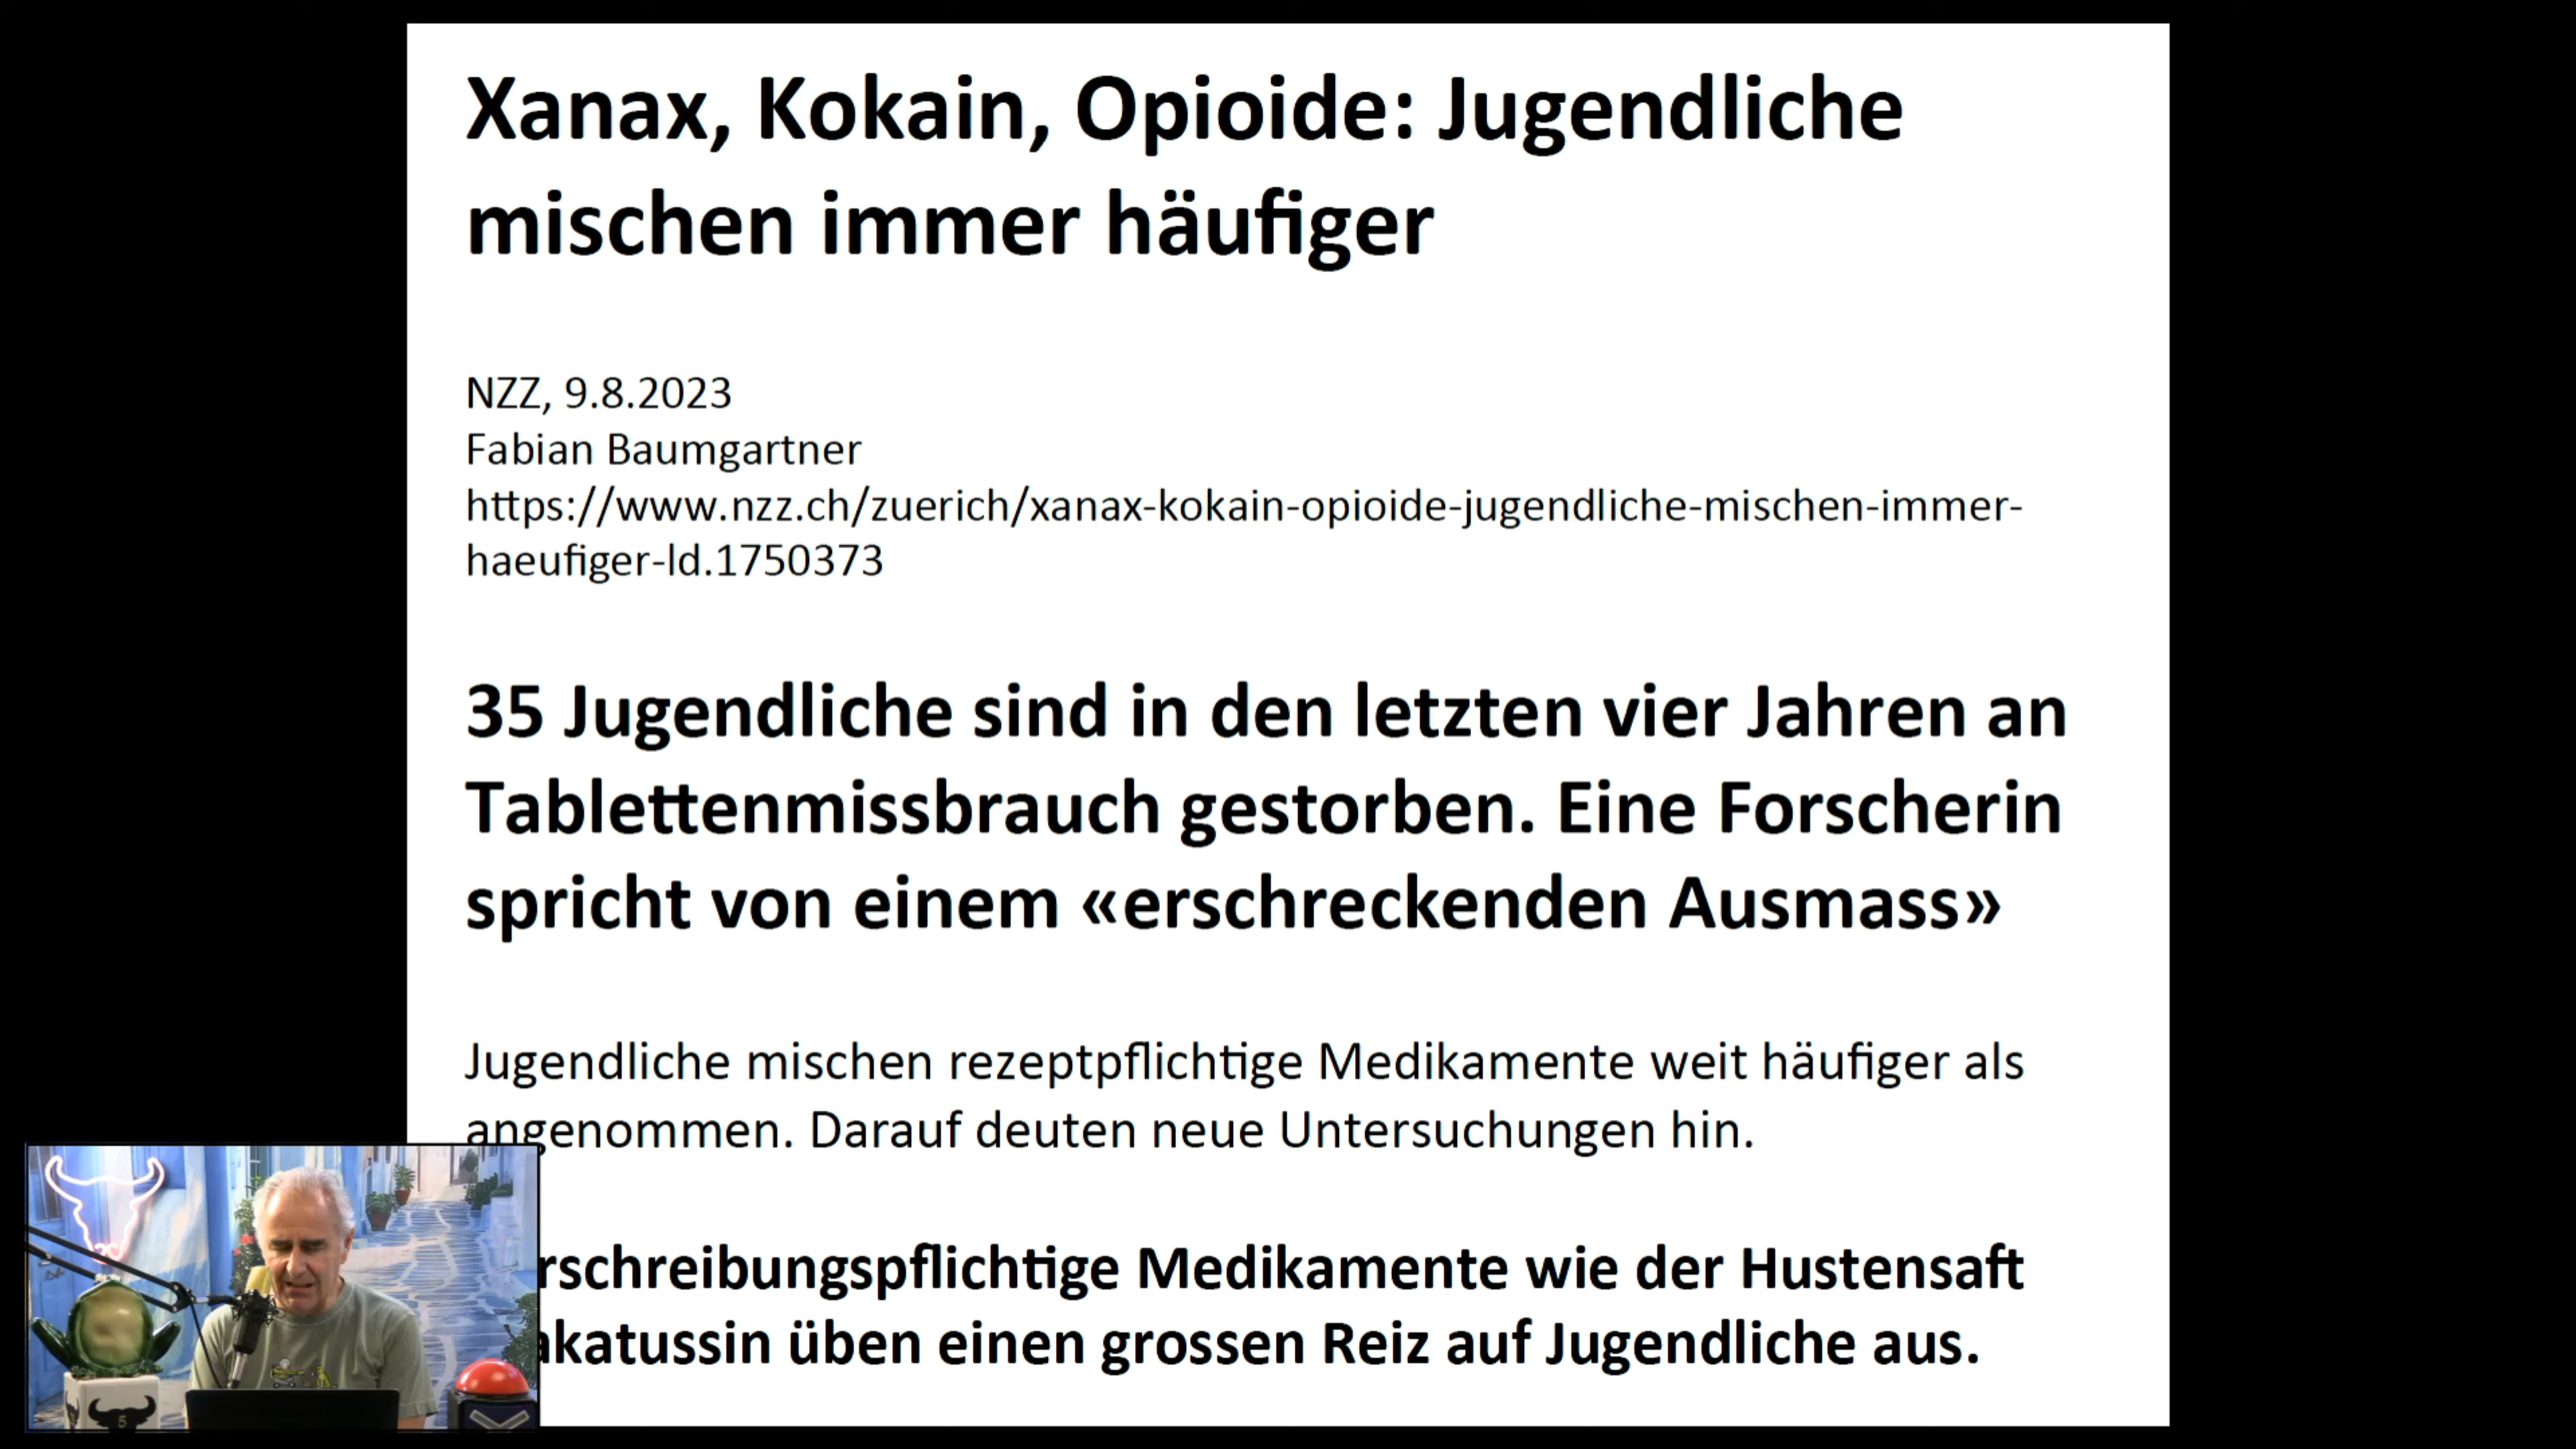 Xanax, Kokain, Opioide: Jugendliche
mischen immer häufiger
NZZ, 9.8.2023
Fabian Baumgartner
https://www.nzz.ch/zuerich/xanax-kokain-opioide-jugendliche-mischen-immer-
haeufiger-ld.1750373
35 Jugendliche sind in den letzten vier Jahren an
Tablettenmissbrauch gestorben. Eine Forscherin
spricht von einem «erschreckenden Ausmass»
Jugendliche mischen rezeptpflichtige Medikamente weit häufiger als
angenommen. Darauf deuten neue Untersuchungen hin.
rschreibungspflichtige Medikamente wie der Hustensaft
akatussin üben einen grossen Reiz auf Jugendliche aus.
5